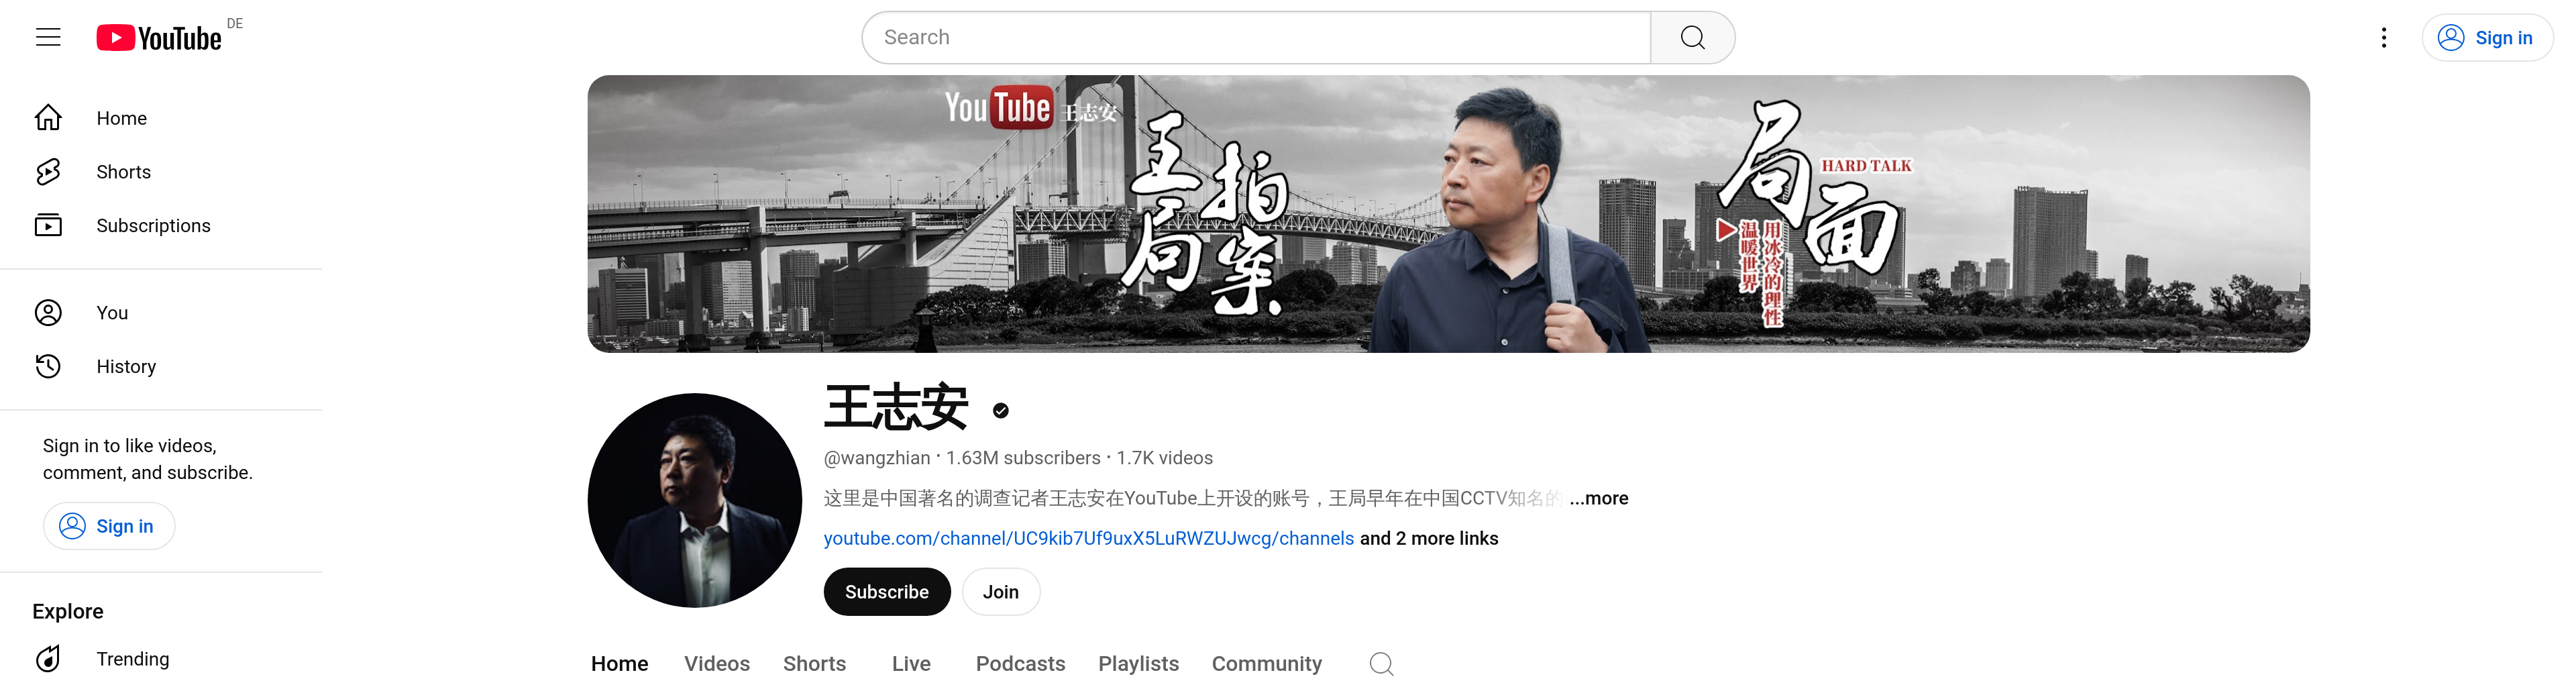 YouTube DE
Search
Sign in
Home
Shorts
Subscriptions
You
History
Sign in to like videos,
comment, and subscribe.
Sign in
Explore
Trending
YouTube 王志安
王局拍案
局面
HARD TALK
用冰冷的理性
温暖世界
王志安
@wangzhian • 1.63M subscribers • 1.7K videos
这里是中国著名的调查记者王志安在YouTube上开设的账号，王局早年在中国CCTV知名的 ...more
youtube.com/channel/UC9kib7Uf9uxX5LuRWZUJwcg/channels and 2 more links
Subscribe Join
Home Videos Shorts Live Podcasts Playlists Community